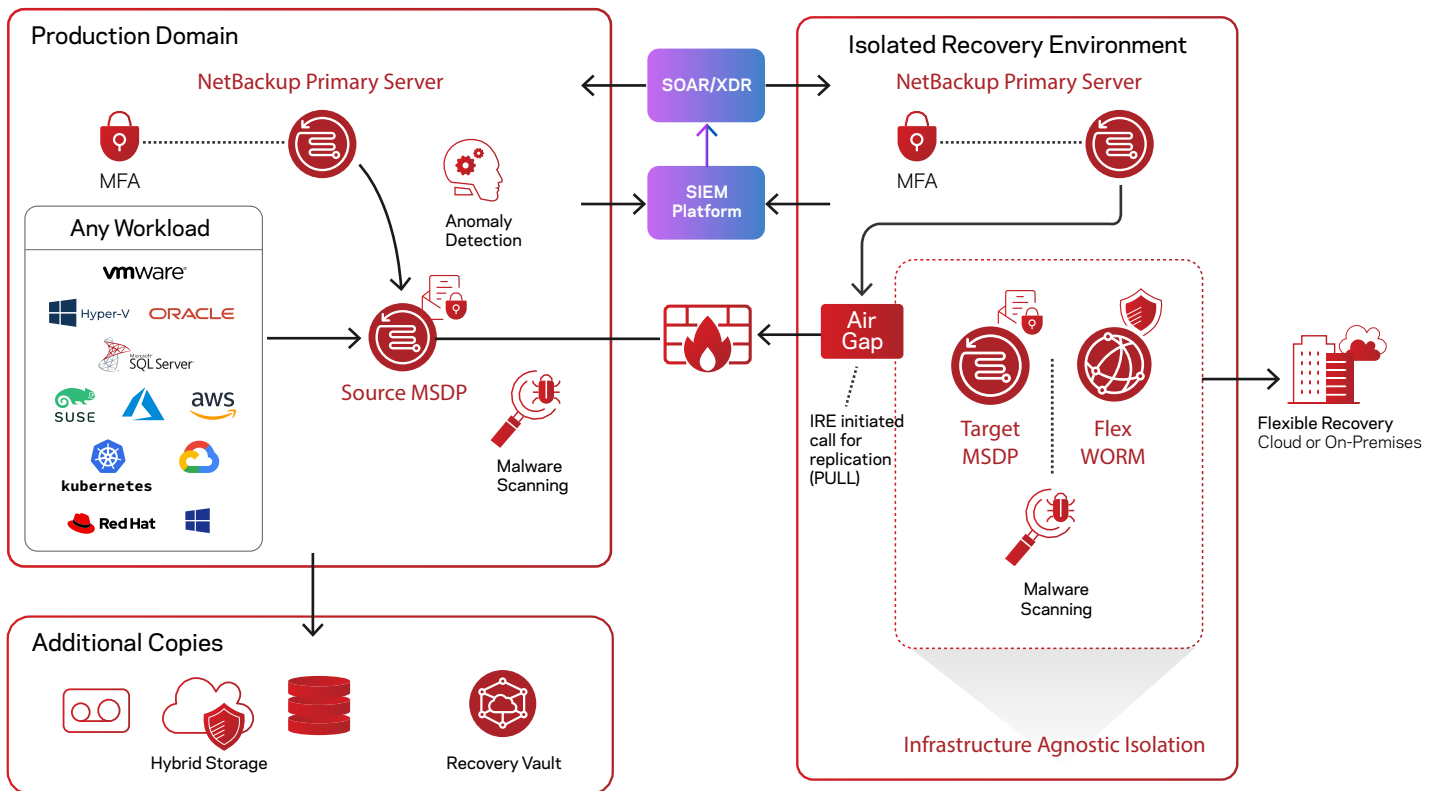 Production Domain
NetBackup Primary Server
MFA
Anomaly
Detection
Any Workload
vmware®
Hyper-V
ORACLE
Microsoft
SQL Server
SUSE
aws
kubernetes
Red Hat
Source MSDP
Malware
Scanning
SOAR/XDR
SIEM
Platform
Isolated Recovery Environment
NetBackup Primary Server
MFA
Air
Gap
IRE initiated
call for
replication
(PULL)
Target
MSDP
Flex
WORM
Malware
Scanning
Infrastructure Agnostic Isolation
Flexible Recovery
Cloud or On-Premises
Additional Copies
Hybrid Storage
Recovery Vault